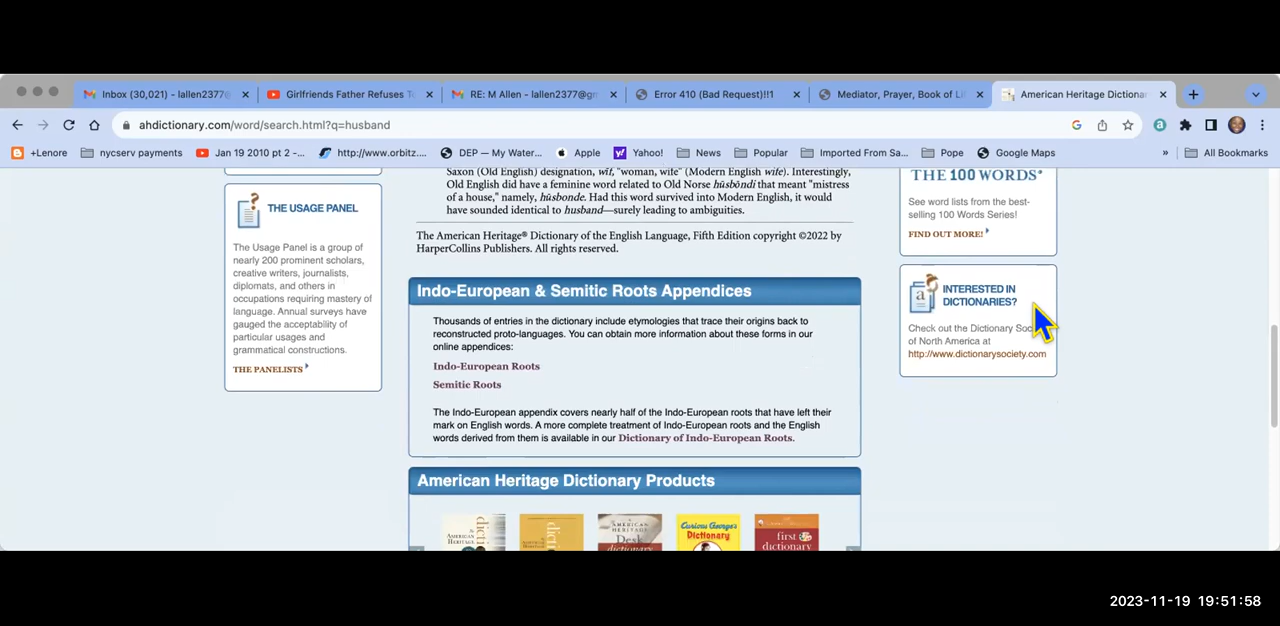 Inbox (30,021) - lallen2377@
Girlfriends Father Refuses To
RE: M Allen - lallen2377@gm
Error 410 (Bad Request)!!1
Mediator, Prayer, Book of Li
American Heritage Dictionar
ahdictionary.com/word/search.html?q=husband
+Lenore
nycserv payments
Jan 19 2010 pt 2 -...
http://www.orbitz....
DEP — My Water...
Apple
Yahoo!
News
Popular
Imported From Sa...
Pope
Google Maps
»
All Bookmarks
THE USAGE PANEL
The Usage Panel is a group of
nearly 200 prominent scholars,
creative writers, journalists,
diplomats, and others in
occupations requiring mastery of
language. Annual surveys have
gauged the acceptability of
particular usages and
grammatical constructions.
THE PANELISTS
Saxon (Old English) designation, wīf, "woman, wife" (Modern English wife). Interestingly,
Old English did have a feminine word related to Old Norse hūsbōndi that meant "mistress
of a house," namely, hūsbonde. Had this word survived into Modern English, it would
have sounded identical to husband—surely leading to ambiguities.
The American Heritage® Dictionary of the English Language, Fifth Edition copyright ©2022 by
HarperCollins Publishers. All rights reserved.
Indo-European & Semitic Roots Appendices
Thousands of entries in the dictionary include etymologies that trace their origins back to
reconstructed proto-languages. You can obtain more information about these forms in our
online appendices:
Indo-European Roots
Semitic Roots
The Indo-European appendix covers nearly half of the Indo-European roots that have left their
mark on English words. A more complete treatment of Indo-European roots and the English
words derived from them is available in our Dictionary of Indo-European Roots.
American Heritage Dictionary Products
AMERICAN
HERITAGE
AMERICAN
HERITAGE
Desk
dictionary
Curious George's
Dictionary
first
dictionary
THE 100 WORDS*
See word lists from the best-
selling 100 Words Series!
FIND OUT MORE!
INTERESTED IN
DICTIONARIES?
Check out the Dictionary Soc
of North America at
http://www.dictionarysociety.com
2023-11-19 19:51:58